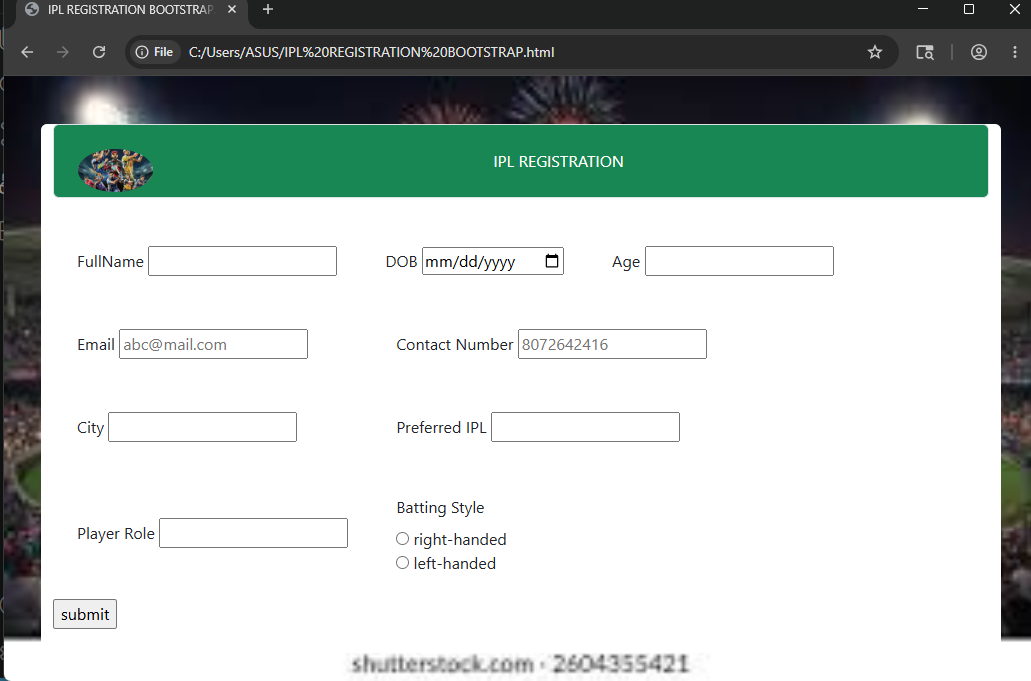 IPL REGISTRATION BOOTSTRAP
File C:/Users/ASUS/IPL%20REGISTRATION%20BOOTSTRAP.html
IPL REGISTRATION
FullName DOB mm/dd/yyyy Age
Email abc@mail.com Contact Number 8072642416
City Preferred IPL
Batting Style
Player Role
right-handed
left-handed
submit
shutterstock.com · 2604355421